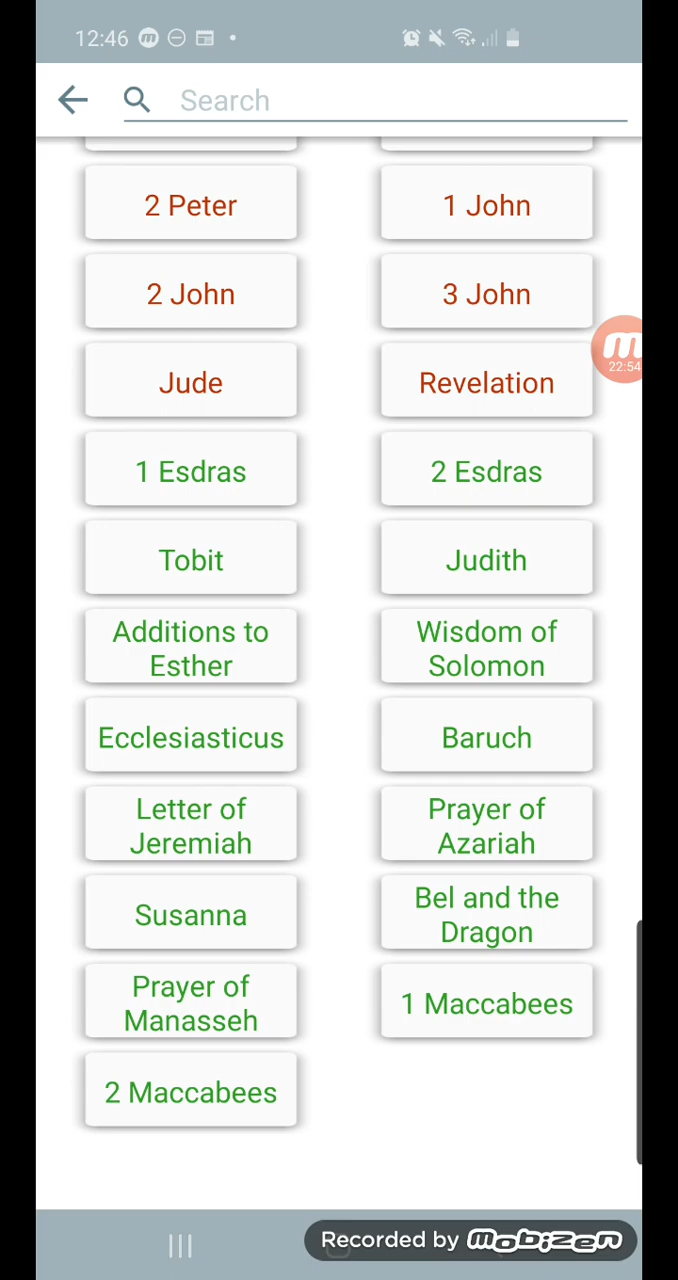 12:46
Search
2 Peter
1 John
2 John
3 John
Jude
Revelation
m
22:54
1 Esdras
2 Esdras
Tobit
Judith
Additions to
Esther
Wisdom of
Solomon
Ecclesiasticus
Baruch
Letter of
Jeremiah
Prayer of
Azariah
Susanna
Bel and the
Dragon
Prayer of
Manasseh
1 Maccabees
2 Maccabees
Recorded by mobizen